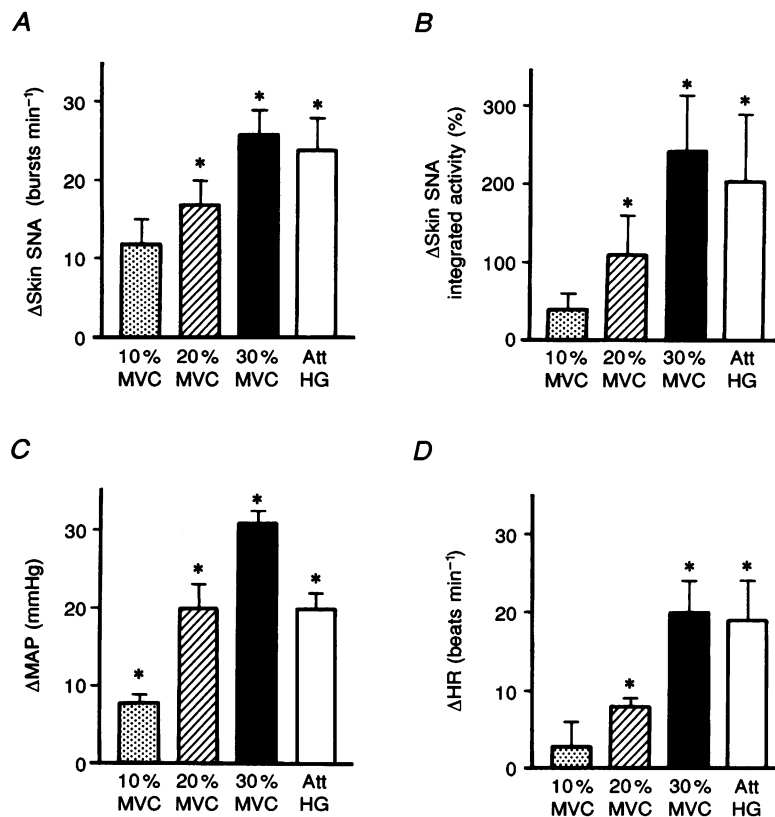 A
ΔSkin SNA (bursts min⁻¹)
30
20
10
0
*
*
*
10%
MVC
20%
MVC
30%
MVC
Att
HG
B
ΔSkin SNA
integrated activity (%)
300
200
100
0
*
*
*
10%
MVC
20%
MVC
30%
MVC
Att
HG
C
ΔMAP (mmHg)
30
20
10
0
*
*
*
*
10%
MVC
20%
MVC
30%
MVC
Att
HG
D
ΔHR (beats min⁻¹)
30
20
10
0
*
*
*
10%
MVC
20%
MVC
30%
MVC
Att
HG